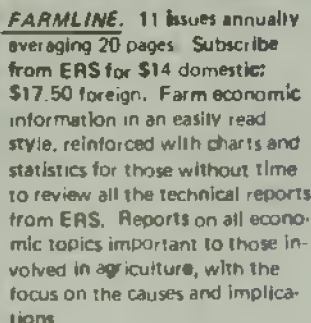 FARMLINE. 11 issues annually
averaging 20 pages. Subscribe
from ERS for $14 domestic;
$17.50 foreign. Farm economic
information in an easily read
style, reinforced with charts and
statistics for those without time
to review all the technical reports
from ERS. Reports on all econo-
mic topics important to those in-
volved in agriculture, with the
focus on the causes and implica-
tions